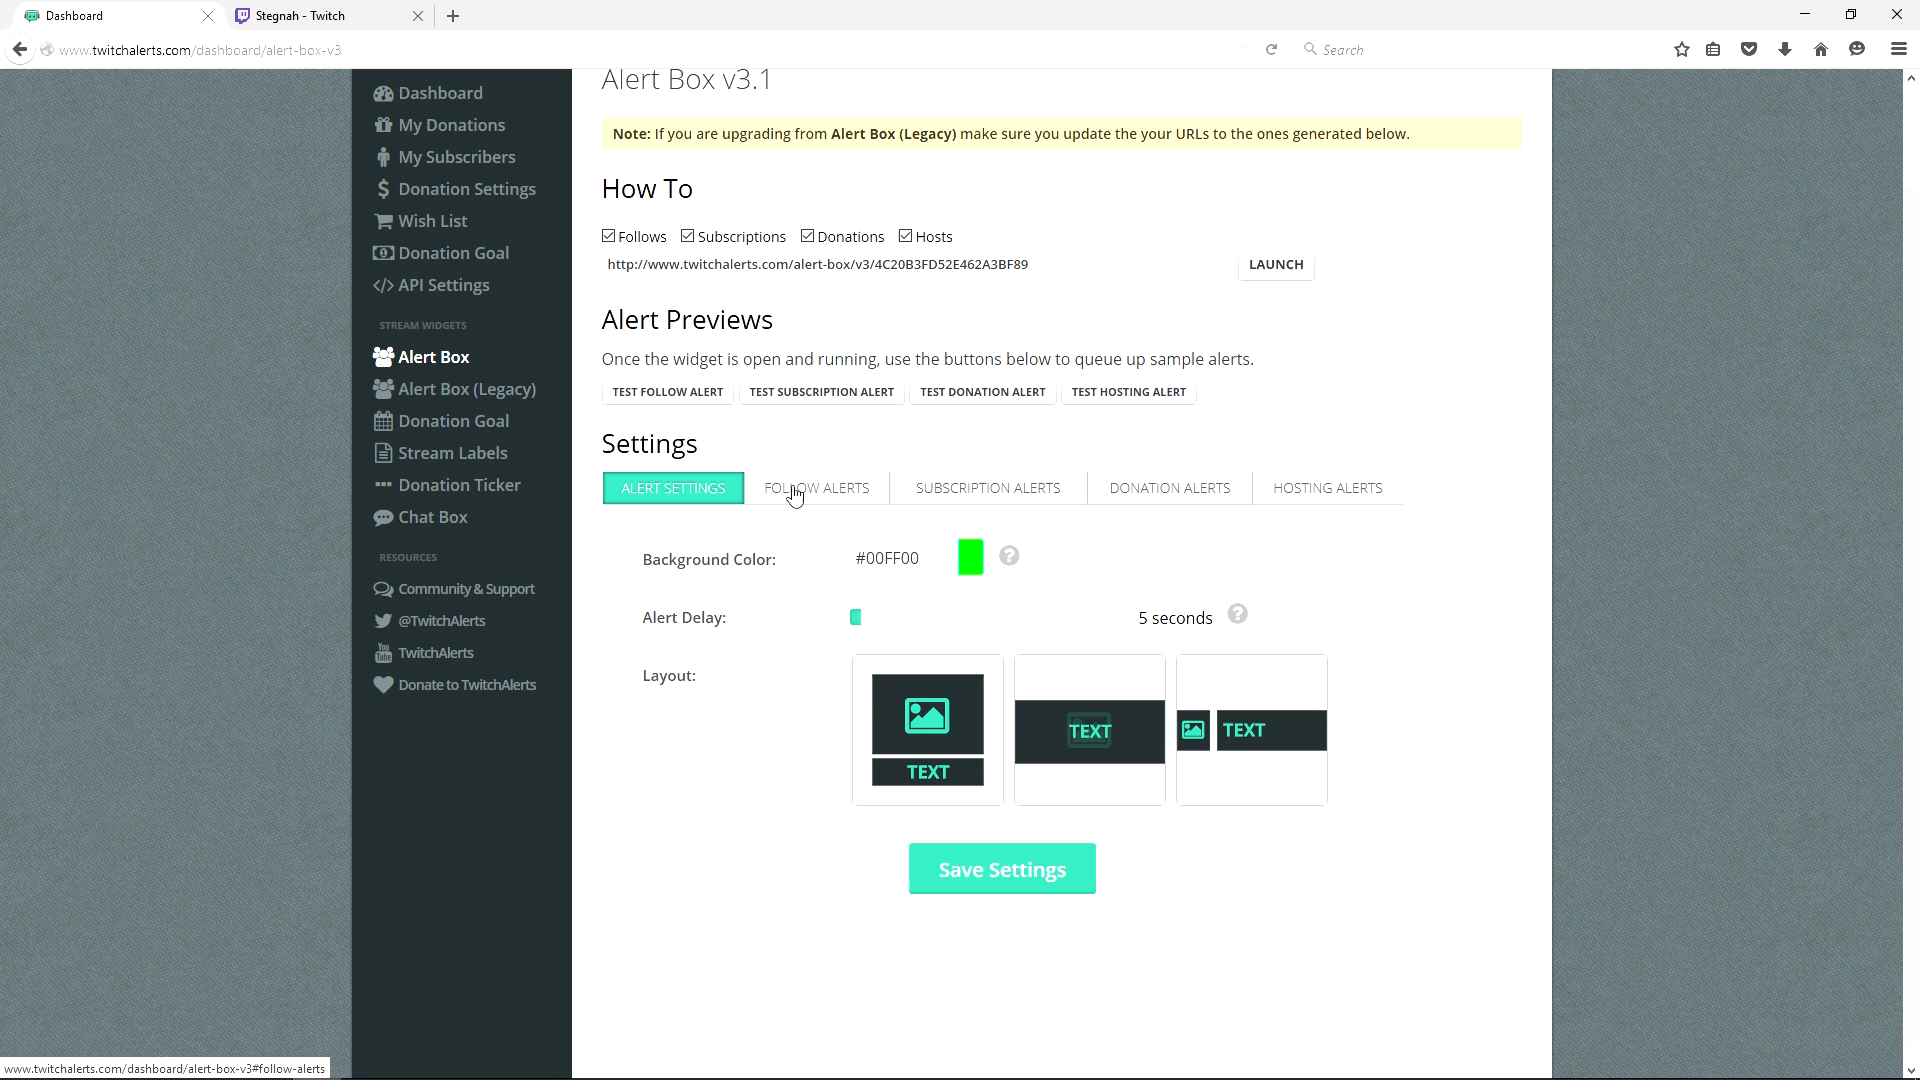 Dashboard
Stegnah - Twitch
www.twitchalerts.com/dashboard/alert-box-v3
Search
Dashboard
My Donations
My Subscribers
Donation Settings
Wish List
Donation Goal
API Settings
STREAM WIDGETS
Alert Box
Alert Box (Legacy)
Donation Goal
Stream Labels
Donation Ticker
Chat Box
RESOURCES
Community & Support
@TwitchAlerts
TwitchAlerts
Donate to TwitchAlerts
Alert Box v3.1
Note: If you are upgrading from Alert Box (Legacy) make sure you update the your URLs to the ones generated below.
How To
Follows Subscriptions Donations Hosts
http://www.twitchalerts.com/alert-box/v3/4C20B3FD52E462A3BF89 LAUNCH
Alert Previews
Once the widget is open and running, use the buttons below to queue up sample alerts.
TEST FOLLOW ALERT TEST SUBSCRIPTION ALERT TEST DONATION ALERT TEST HOSTING ALERT
Settings
ALERT SETTINGS FOLLOW ALERTS SUBSCRIPTION ALERTS DONATION ALERTS HOSTING ALERTS
Background Color: #00FF00 ?
Alert Delay: 5 seconds ?
Layout:
TEXT
TEXT
TEXT
Save Settings
www.twitchalerts.com/dashboard/alert-box-v3#follow-alerts